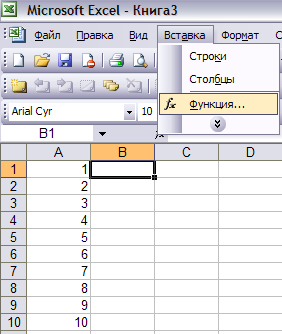 Microsoft Excel - Книга3
Файл Правка Вид Вставка Формат С
Строки
Столбцы
fx Функция...
Arial Cyr 10
B1
A B C D
1 1
2 2
3 3
4 4
5 5
6 6
7 7
8 8
9 9
10 10